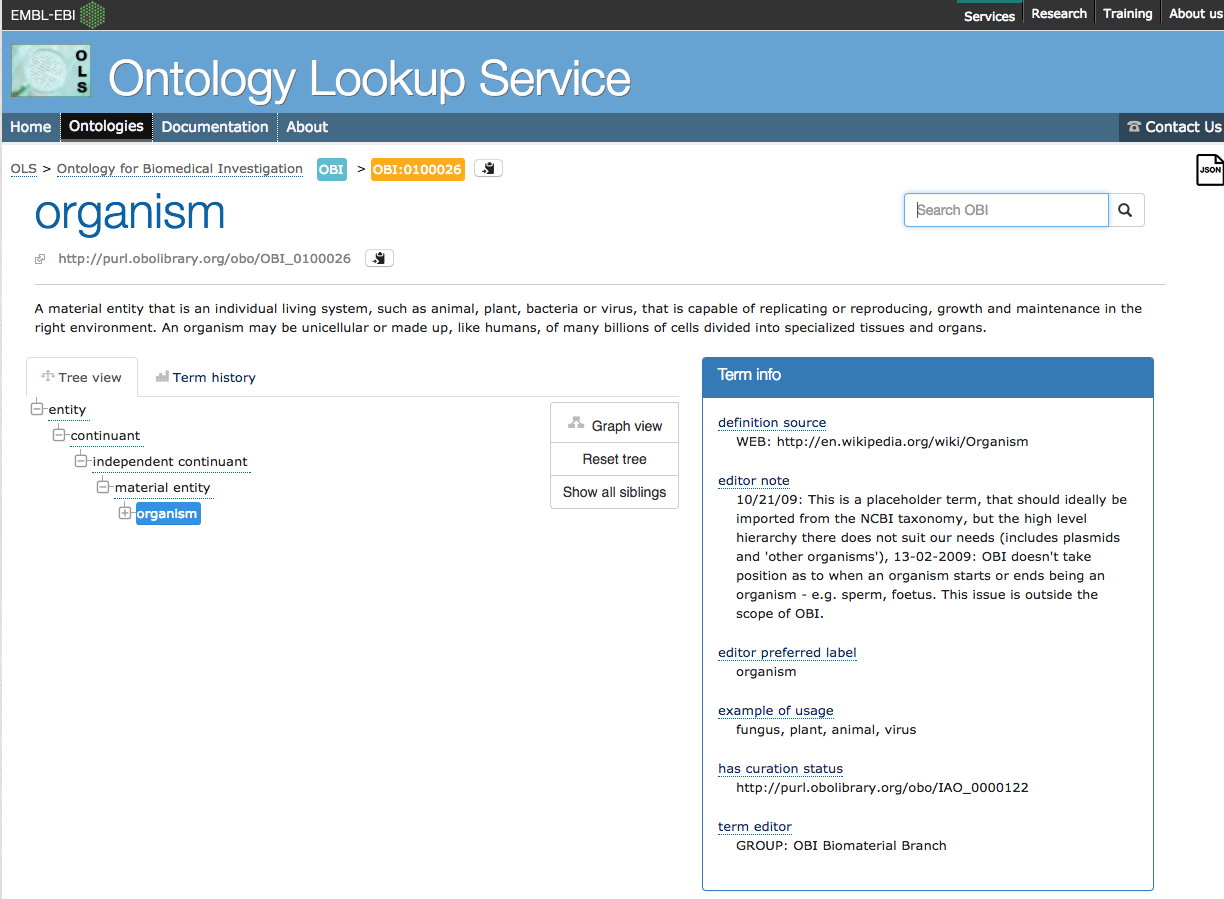 EMBL-EBI
Services Research Training About us
OLS
Ontology Lookup Service
Home Ontologies Documentation About Contact Us
OLS > Ontology for Biomedical Investigation OBI > OBI:0100026
JSON
organism
Search OBI
http://purl.obolibrary.org/obo/OBI_0100026
A material entity that is an individual living system, such as animal, plant, bacteria or virus, that is capable of replicating or reproducing, growth and maintenance in the
right environment. An organism may be unicellular or made up, like humans, of many billions of cells divided into specialized tissues and organs.
Tree view Term history
entity
continuant
independent continuant
material entity
organism
Graph view
Reset tree
Show all siblings
Term info
definition source
WEB: http://en.wikipedia.org/wiki/Organism
editor note
10/21/09: This is a placeholder term, that should ideally be
imported from the NCBI taxonomy, but the high level
hierarchy there does not suit our needs (includes plasmids
and 'other organisms'), 13-02-2009: OBI doesn't take
position as to when an organism starts or ends being an
organism - e.g. sperm, foetus. This issue is outside the
scope of OBI.
editor preferred label
organism
example of usage
fungus, plant, animal, virus
has curation status
http://purl.obolibrary.org/obo/IAO_0000122
term editor
GROUP: OBI Biomaterial Branch